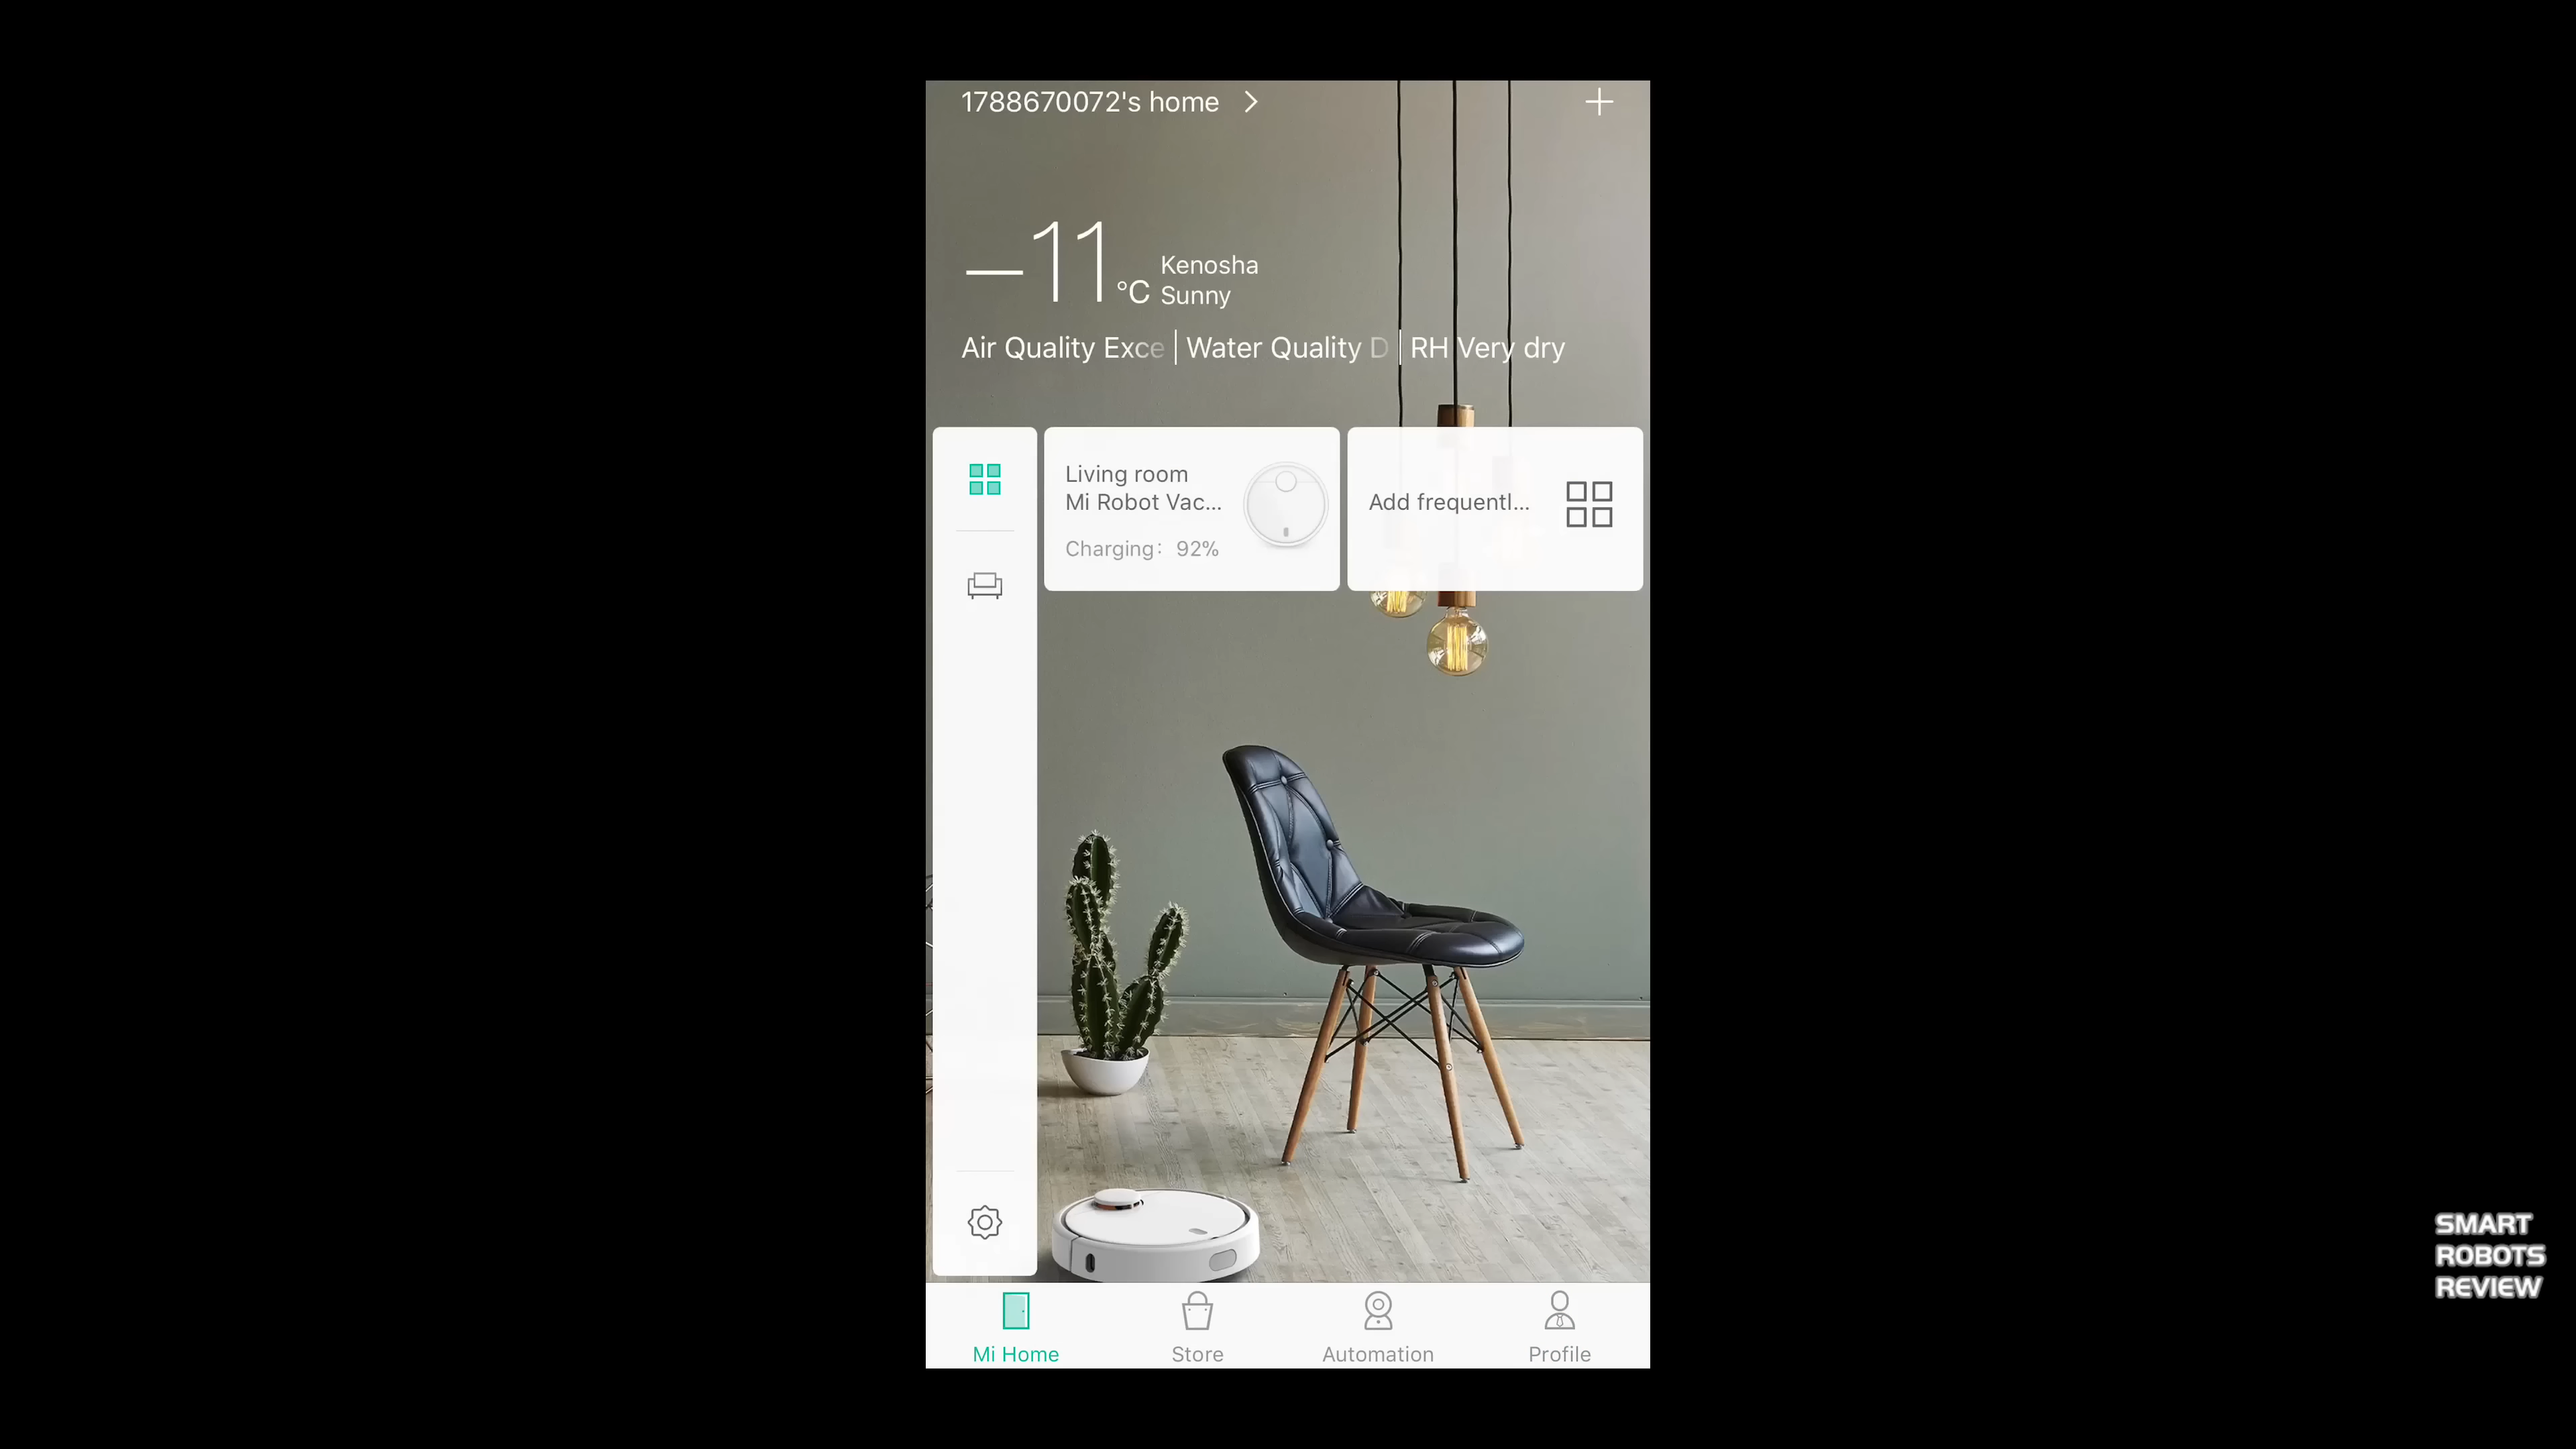 1788670072's home
-11 °C
Kenosha
Sunny
Air Quality Exce | Water Quality D | RH Very dry
Living room
Mi Robot Vac...
Charging: 92%
Add frequentl...
Mi Home
Store
Automation
Profile
SMART
ROBOTS
REVIEW